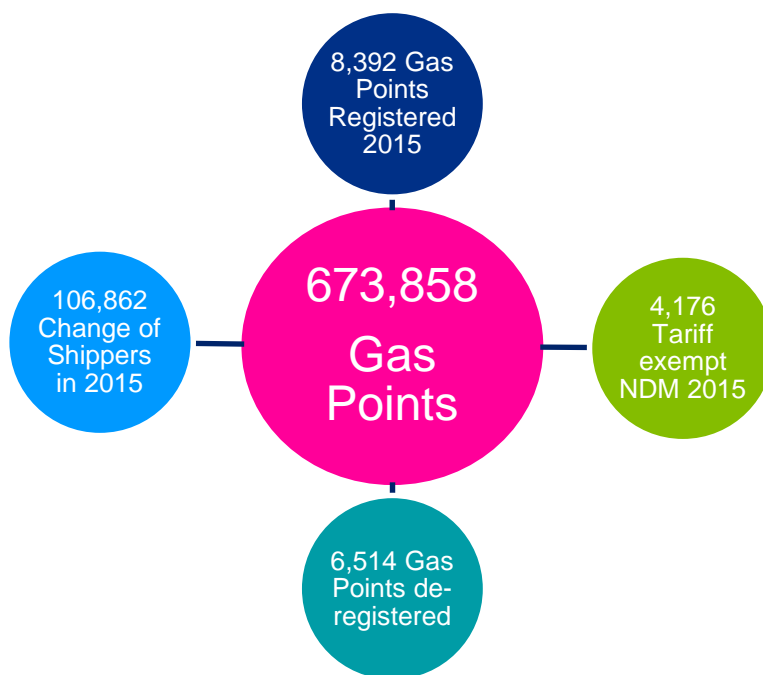 8,392 Gas
Points
Registered
2015
673,858
Gas
Points
106,862
Change of
Shippers
in 2015
4,176
Tariff
exempt
NDM 2015
6,514 Gas
Points de-
registered